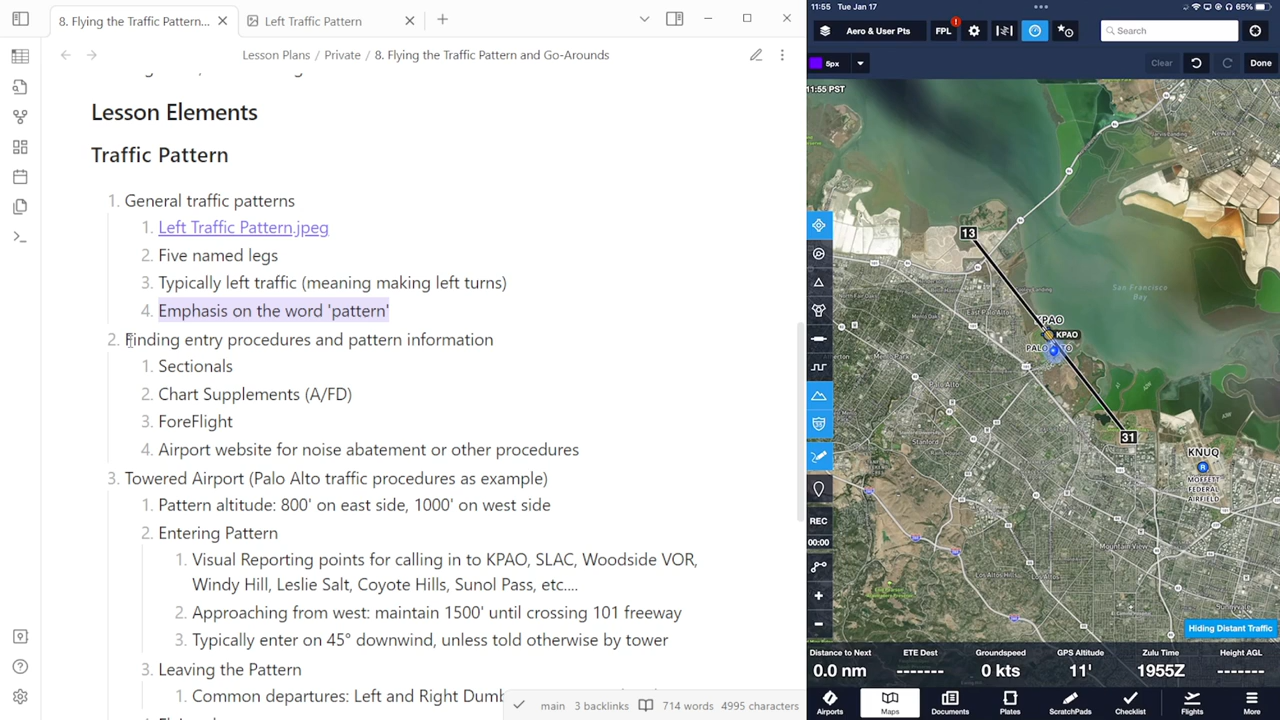 8. Flying the Traffic Pattern...
Left Traffic Pattern
Lesson Plans / Private / 8. Flying the Traffic Pattern and Go-Arounds
Lesson Elements
Traffic Pattern
1. General traffic patterns
1. Left Traffic Pattern.jpeg
2. Five named legs
3. Typically left traffic (meaning making left turns)
4. Emphasis on the word 'pattern'
2. Finding entry procedures and pattern information
1. Sectionals
2. Chart Supplements (A/FD)
3. ForeFlight
4. Airport website for noise abatement or other procedures
3. Towered Airport (Palo Alto traffic procedures as example)
1. Pattern altitude: 800' on east side, 1000' on west side
2. Entering Pattern
1. Visual Reporting points for calling in to KPAO, SLAC, Woodside VOR,
Windy Hill, Leslie Salt, Coyote Hills, Sunol Pass, etc....
2. Approaching from west: maintain 1500' until crossing 101 freeway
3. Typically enter on 45° downwind, unless told otherwise by tower
3. Leaving the Pattern
1. Common departures: Left and Right Dumb
main 3 backlinks 714 words 4995 characters
11:55 Tue Jan 17
65%
Aero & User Pts
FPL
Search
5px
Clear
Done
11:55 PST
Newark
13
San Francisco
Bay
East Palo Alto
Menlo Park
KPAO
KPAO
PALO ALTO
Palo Alto
Stanford
31
KNUQ
MOFFETT
FEDERAL
AIRFIELD
Mountain View
Los Altos Hills
Los Altos
Sunnyvale
REC
00:00
Hiding Distant Traffic
Distance to Next
0.0 nm
ETE Dest
-------
Groundspeed
0 kts
GPS Altitude
11'
Zulu Time
1955Z
Height AGL
-------
Airports
Maps
Documents
Plates
ScratchPads
Checklist
Flights
More